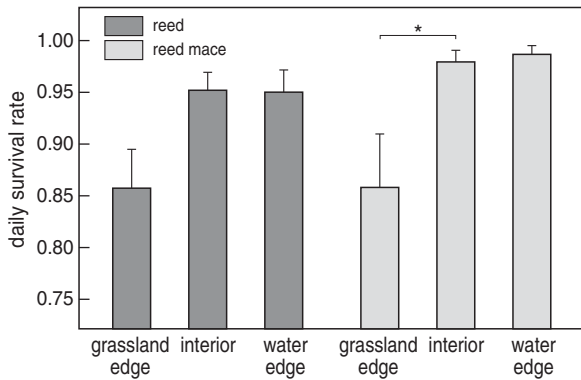 reed
reed mace
*
1.00
0.95
0.90
0.85
0.80
0.75
daily survival rate
grassland edge
interior
water edge
grassland edge
interior
water edge